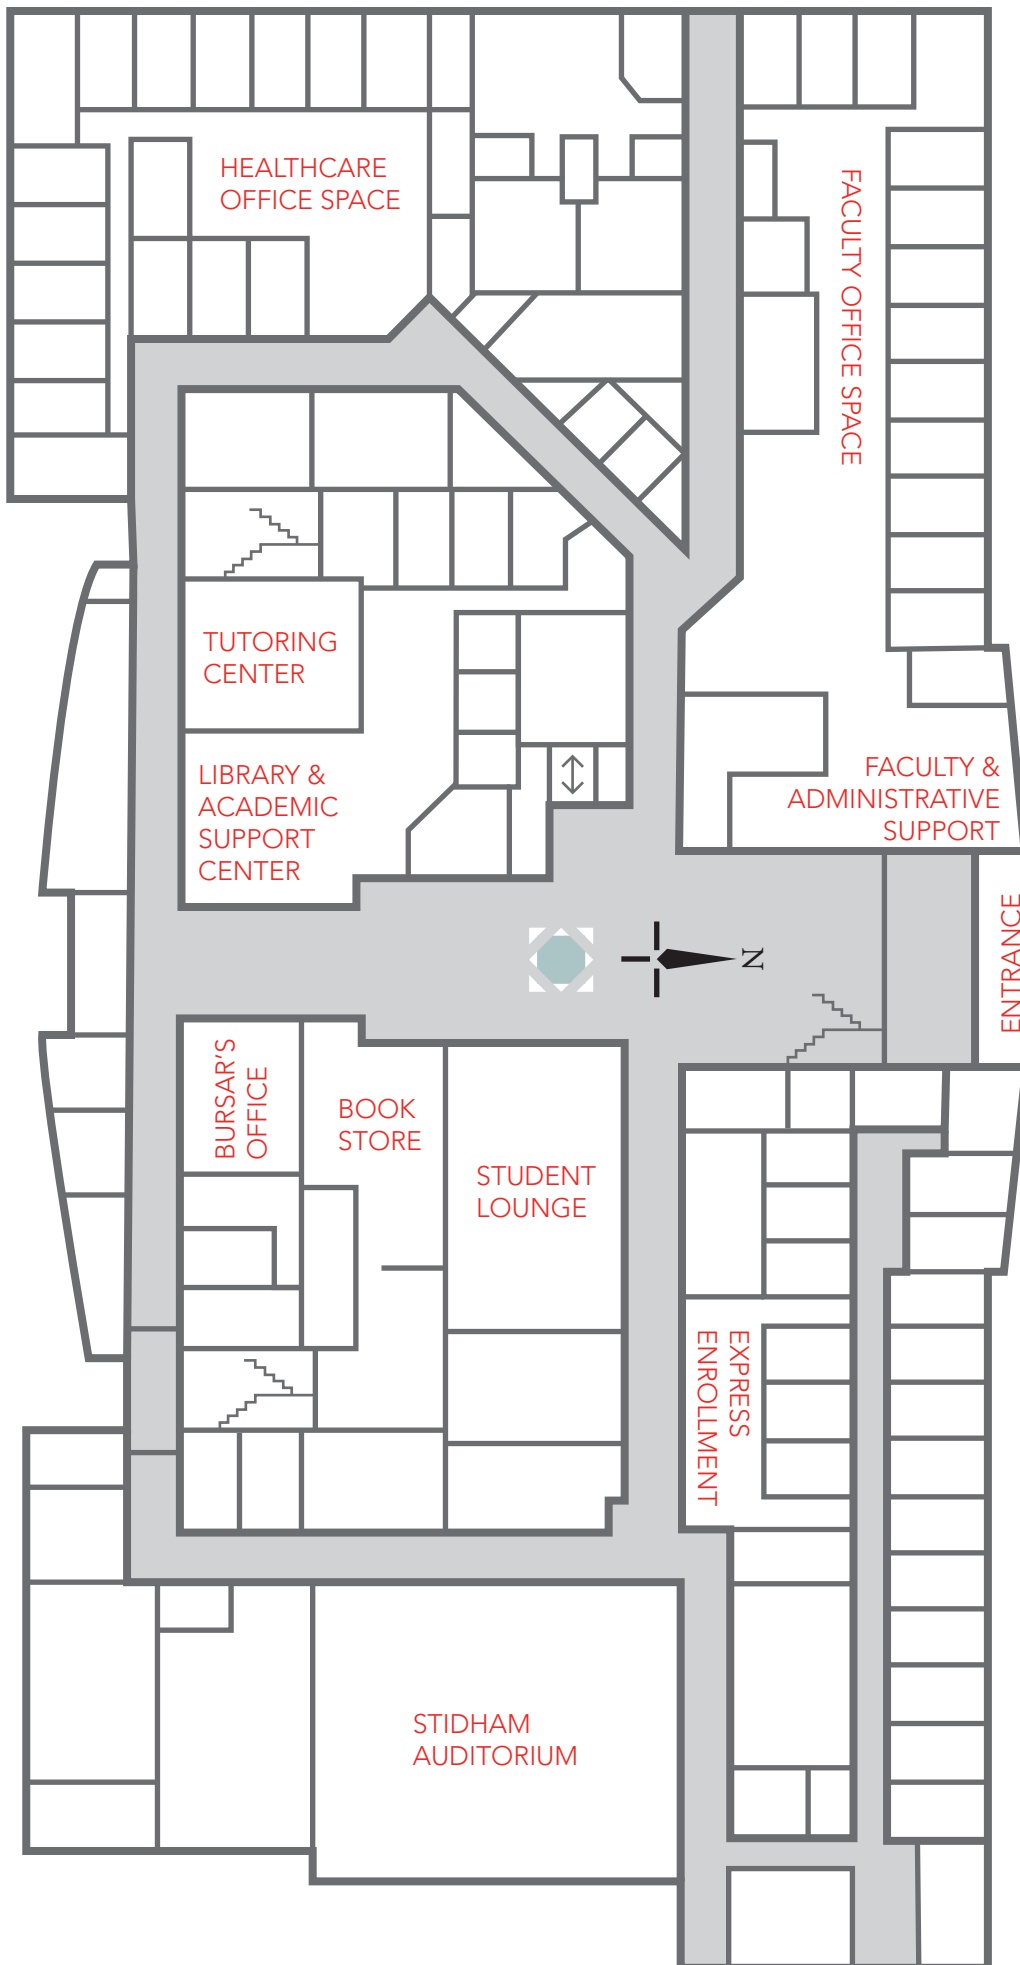 HEALTHCARE
OFFICE SPACE
FACULTY OFFICE SPACE
TUTORING
CENTER
LIBRARY &
ACADEMIC
SUPPORT
CENTER
FACULTY &
ADMINISTRATIVE
SUPPORT
ENTRANCE
N
BURSAR'S
OFFICE
BOOK
STORE
STUDENT
LOUNGE
EXPRESS
ENROLLMENT
STIDHAM
AUDITORIUM